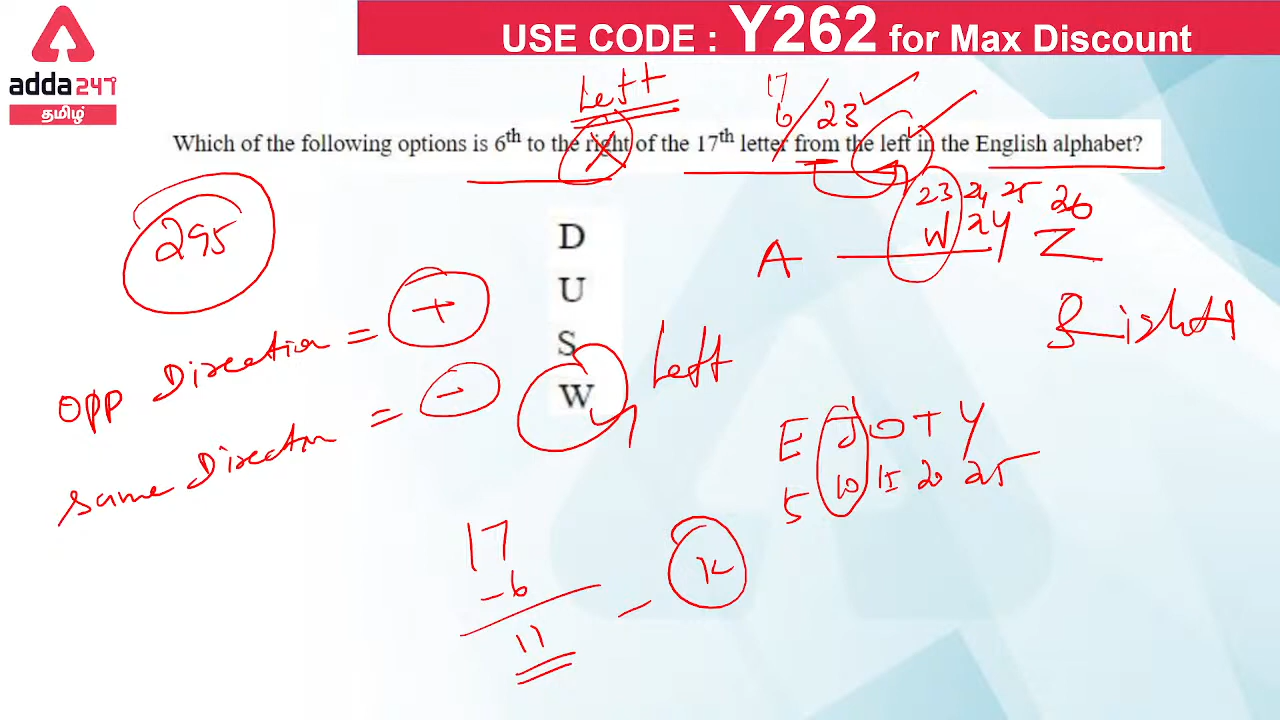 USE CODE : Y262 for Max Discount
adda247
தமிழ்
Left
17
6
23
Which of the following options is 6th to the right of the 17th letter from the left in the English alphabet?
23 24 25 26
A W x Y Z
295
D
U
S
W
Right
Left
Opp Direction = +
Same Direction = -
E J O T Y
5 10 15 20 25
17
-6
11 - K